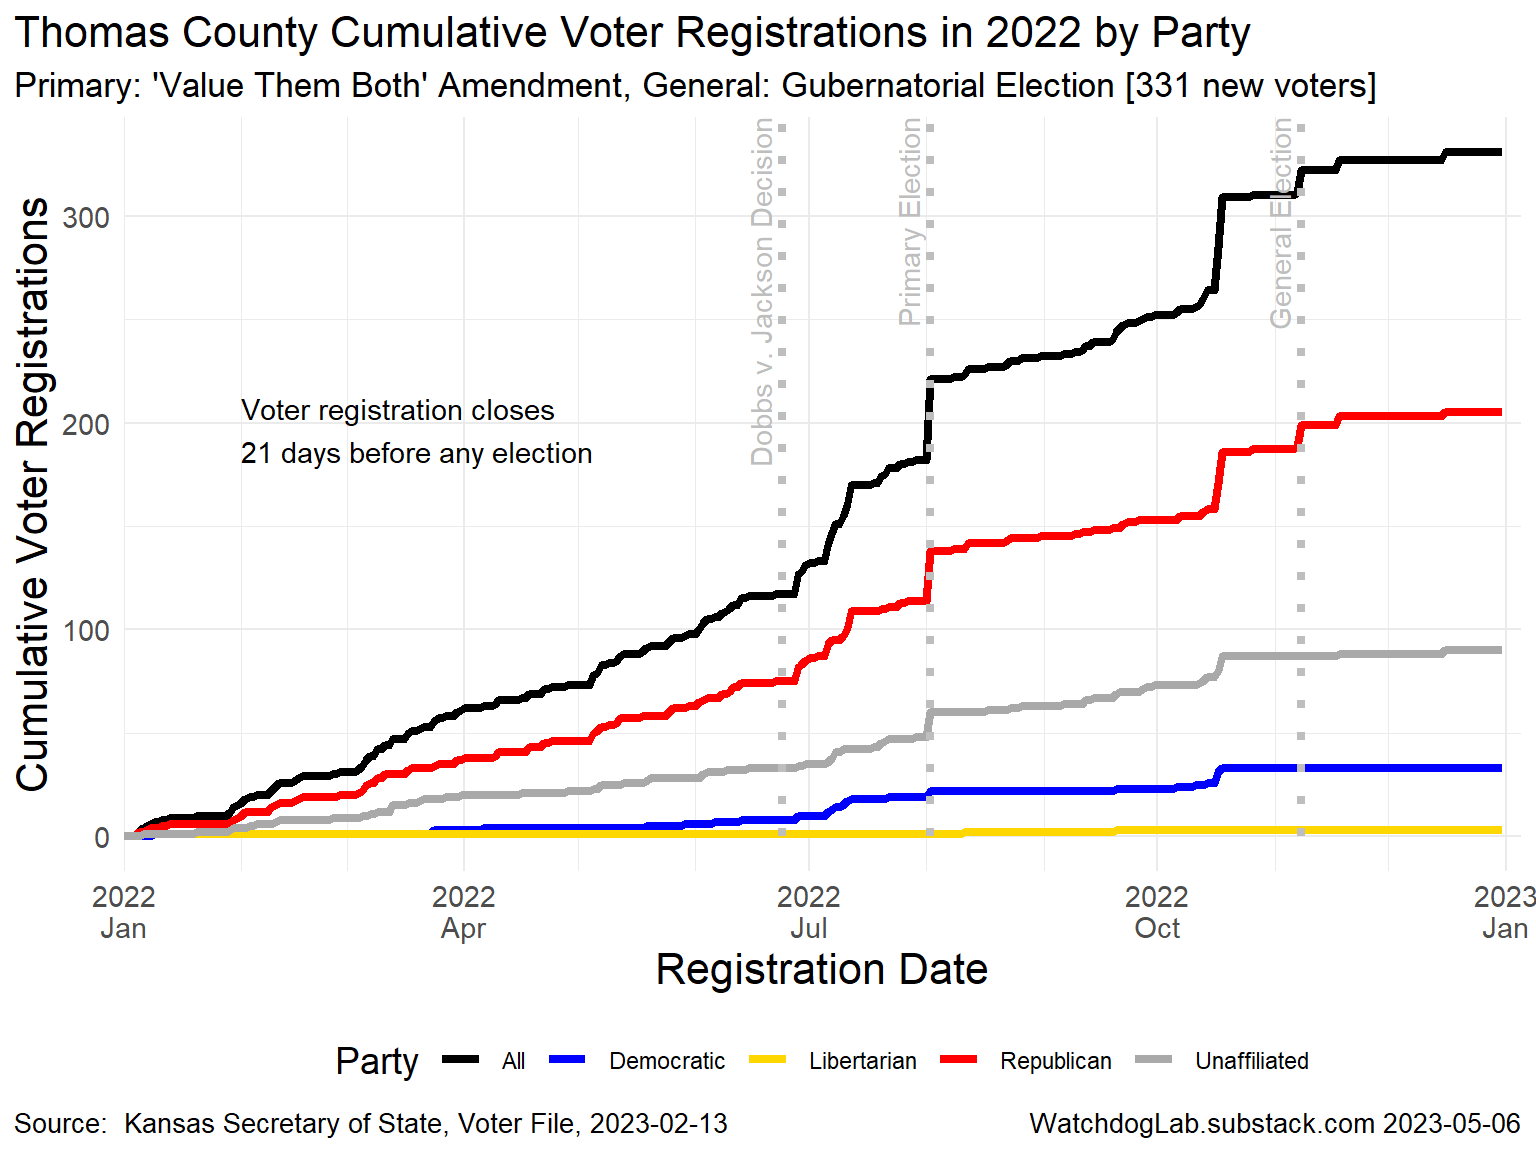 Thomas County Cumulative Voter Registrations in 2022 by Party
Primary: 'Value Them Both' Amendment, General: Gubernatorial Election [331 new voters]
Cumulative Voter Registrations
300
200
100
0
Dobbs v. Jackson Decision
Primary Election
General Election
Voter registration closes
21 days before any election
2022 2022 2022 2022 2023
Jan Apr Jul Oct Jan
Registration Date
Party All Democratic Libertarian Republican Unaffiliated
Source: Kansas Secretary of State, Voter File, 2023-02-13
WatchdogLab.substack.com 2023-05-06